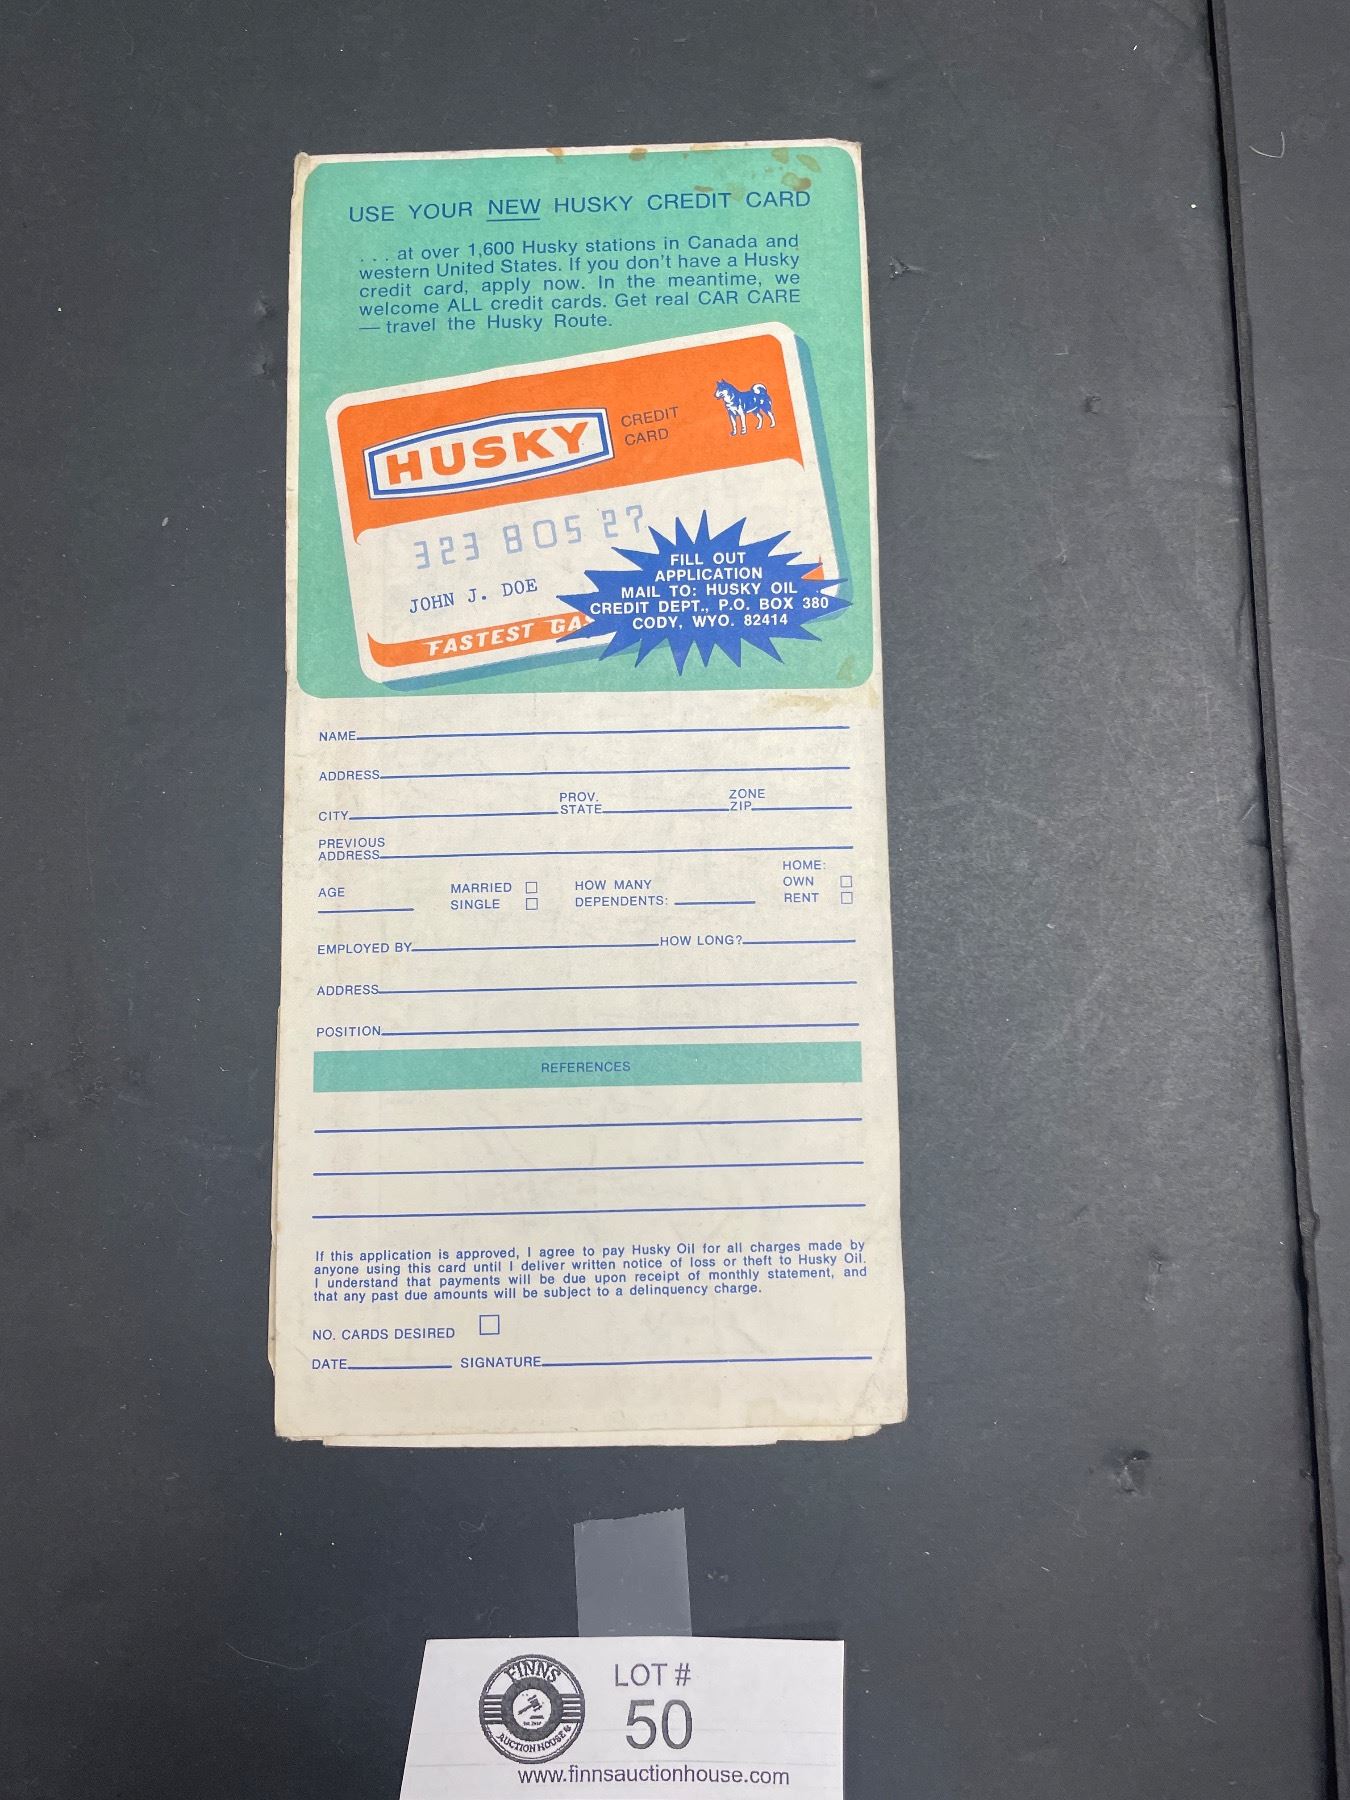 USE YOUR NEW HUSKY CREDIT CARD
. . . at over 1,600 Husky stations in Canada and
western United States. If you don't have a Husky
credit card, apply now. In the meantime, we
welcome ALL credit cards. Get real CAR CARE
— travel the Husky Route.
HUSKY
CREDIT
CARD
323 805 27
JOHN J. DOE
FASTEST GA
FILL OUT
APPLICATION
MAIL TO: HUSKY OIL
CREDIT DEPT., P.O. BOX 380
CODY, WYO. 82414
NAME
ADDRESS
CITY PROV. STATE ZONE ZIP
PREVIOUS
ADDRESS
AGE
MARRIED
SINGLE
HOW MANY
DEPENDENTS:
HOME:
OWN
RENT
EMPLOYED BY HOW LONG?
ADDRESS
POSITION
REFERENCES
If this application is approved, I agree to pay Husky Oil for all charges made by
anyone using this card until I deliver written notice of loss or theft to Husky Oil.
I understand that payments will be due upon receipt of monthly statement, and
that any past due amounts will be subject to a delinquency charge.
NO. CARDS DESIRED
DATE SIGNATURE
FINNS
AUCTION HOUSE
LOT #
50
www.finnsauctionhouse.com